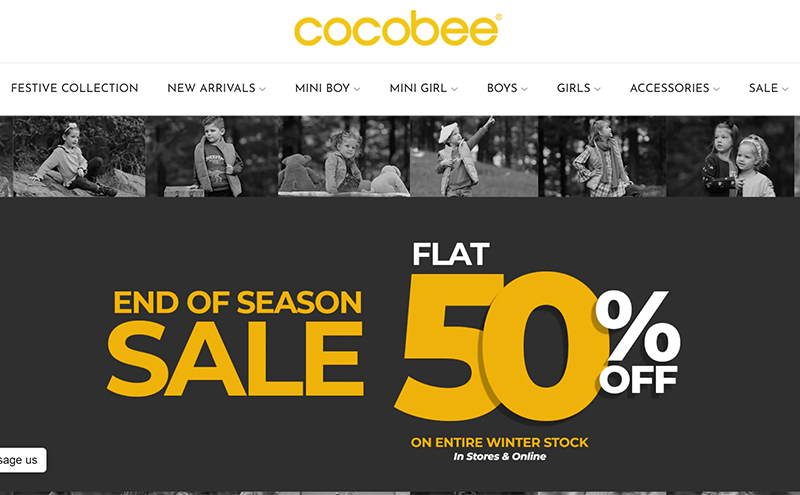 cocobee®
FESTIVE COLLECTION NEW ARRIVALS MINI BOY MINI GIRL BOYS GIRLS ACCESSORIES SALE
END OF SEASON
SALE
FLAT
50%
OFF
ON ENTIRE WINTER STOCK
In Stores & Online
sage us